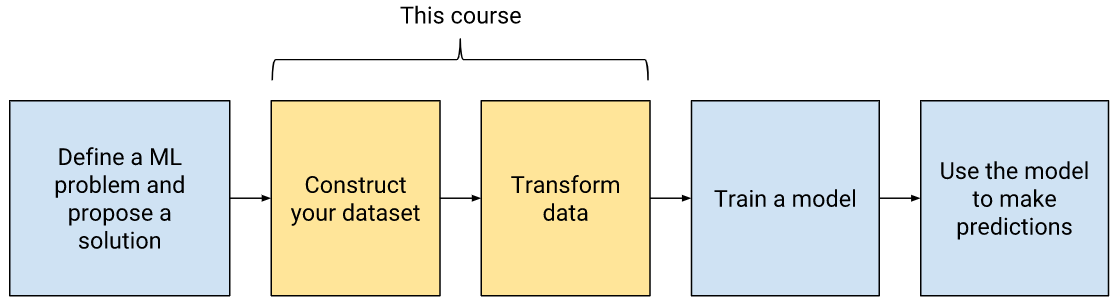 This course
Define a ML
problem and
propose a
solution
Construct
your dataset
Transform
data
Train a model
Use the model
to make
predictions